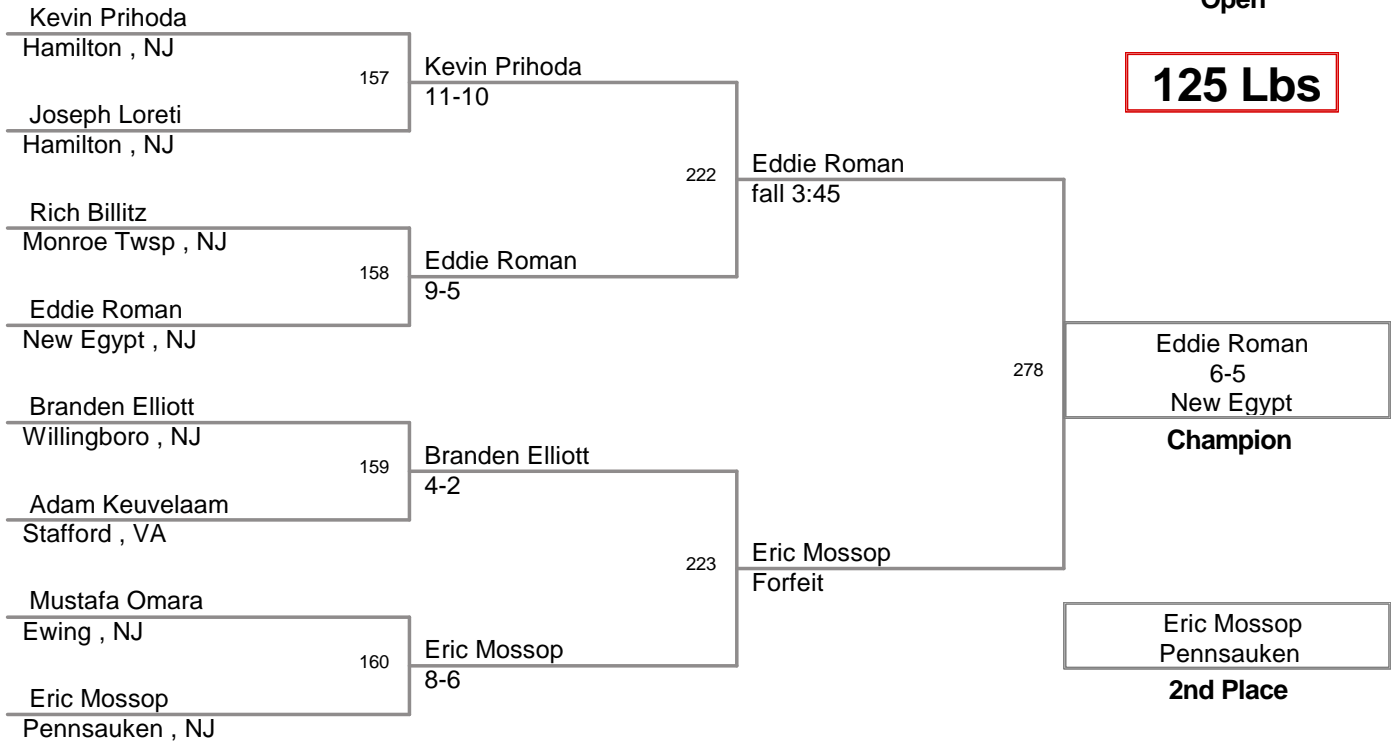 Open
125 Lbs
Kevin Prihoda
Hamilton , NJ
157
Joseph Loreti
Hamilton , NJ
Kevin Prihoda
11-10
222
Rich Billitz
Monroe Twsp , NJ
158
Eddie Roman
New Egypt , NJ
Eddie Roman
9-5
Eddie Roman
fall 3:45
278
Branden Elliott
Willingboro , NJ
159
Adam Keuvelaam
Stafford , VA
Branden Elliott
4-2
223
Mustafa Omara
Ewing , NJ
160
Eric Mossop
Pennsauken , NJ
Eric Mossop
8-6
Eric Mossop
Forfeit
Eddie Roman
6-5
New Egypt
Champion
Eric Mossop
Pennsauken
2nd Place